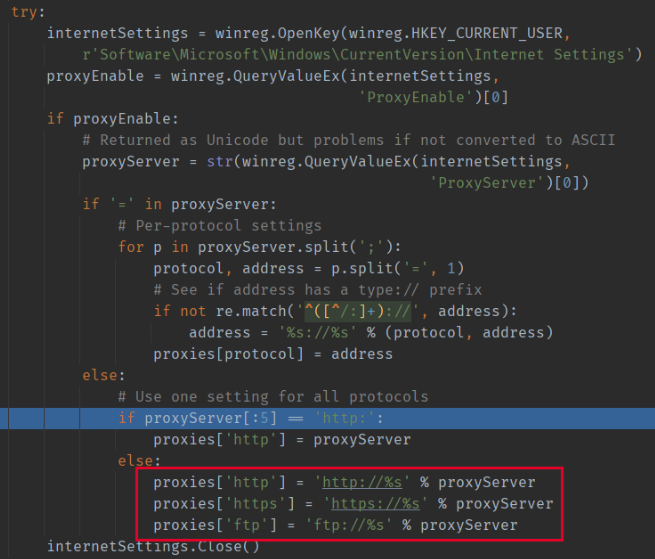 try:
internetSettings = winreg.OpenKey(winreg.HKEY_CURRENT_USER,
r'Software\Microsoft\Windows\CurrentVersion\Internet Settings')
proxyEnable = winreg.QueryValueEx(internetSettings,
'ProxyEnable')[0]
if proxyEnable:
# Returned as Unicode but problems if not converted to ASCII
proxyServer = str(winreg.QueryValueEx(internetSettings,
'ProxyServer')[0])
if '=' in proxyServer:
# Per-protocol settings
for p in proxyServer.split(';'):
protocol, address = p.split('=', 1)
# See if address has a type:// prefix
if not re.match('^([^/:]+)://', address):
address = '%s://%s' % (protocol, address)
proxies[protocol] = address
else:
# Use one setting for all protocols
if proxyServer[:5] == 'http:':
proxies['http'] = proxyServer
else:
proxies['http'] = 'http://%s' % proxyServer
proxies['https'] = 'https://%s' % proxyServer
proxies['ftp'] = 'ftp://%s' % proxyServer
internetSettings.Close()